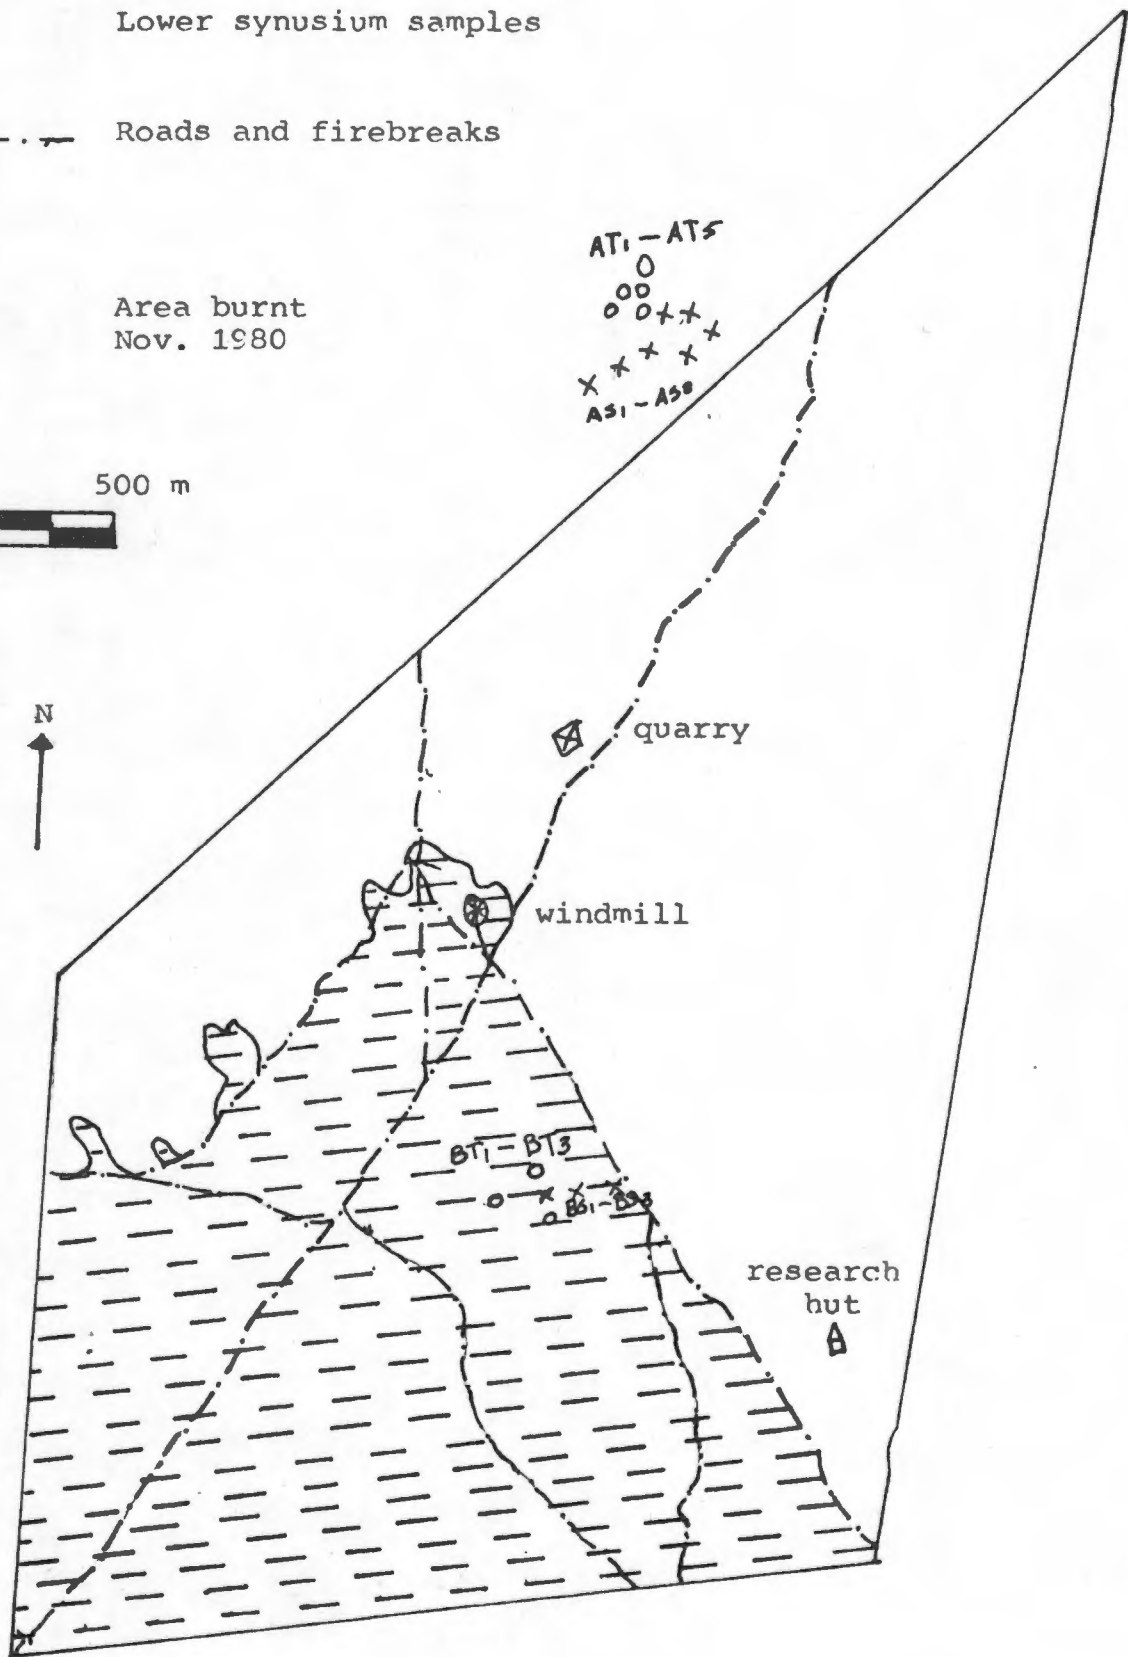 Lower synusium samples
Roads and firebreaks
AT1 - AT5
Area burnt
Nov. 1980
AS1 - AS8
500 m
N
quarry
windmill
BT1 - BT3
BS1 - BS3
research
hut